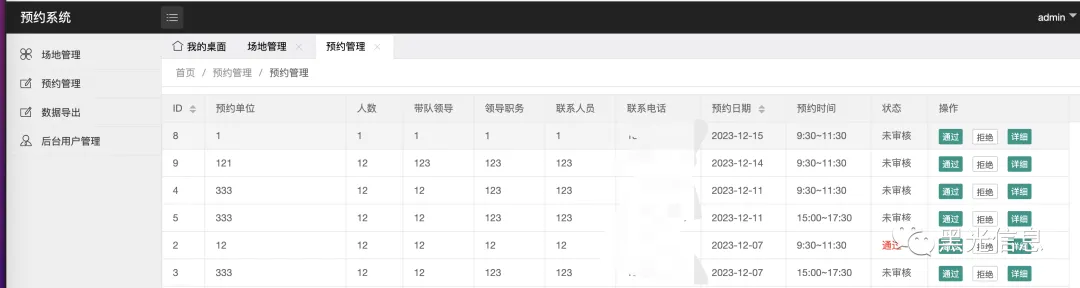 预约系统 admin
我的桌面 场地管理 预约管理
场地管理
预约管理
数据导出
后台用户管理
首页 / 预约管理 / 预约管理
ID 预约单位 人数 带队领导 领导职务 联系人员 联系电话 预约日期 预约时间 状态 操作
8 1 1 1 1 1 2023-12-15 9:30~11:30 未审核 通过 拒绝 详细
9 121 12 123 123 123 2023-12-14 9:30~11:30 未审核 通过 拒绝 详细
4 333 12 12 123 123 2023-12-11 9:30~11:30 未审核 通过 拒绝 详细
5 333 12 12 123 123 2023-12-11 15:00~17:30 未审核 通过 拒绝 详细
2 12 12 12 12 12 2023-12-07 9:30~11:30 通过 拒绝
3 333 12 12 123 123 2023-12-07 15:00~17:30 未审核 通过 拒绝 详细
黑光信息